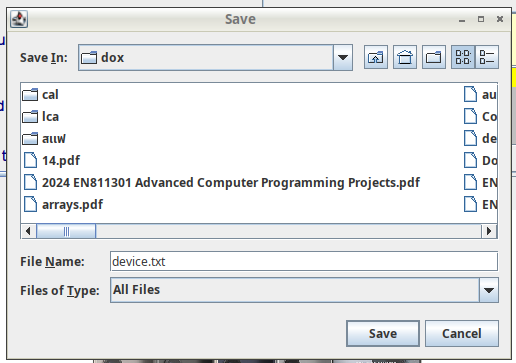 Save
Save In: dox
cal
lca
แผฟ
14.pdf
2024 EN811301 Advanced Computer Programming Projects.pdf
arrays.pdf
au
Co
de
Do
EN
EN
File Name: device.txt
Files of Type: All Files
Save Cancel